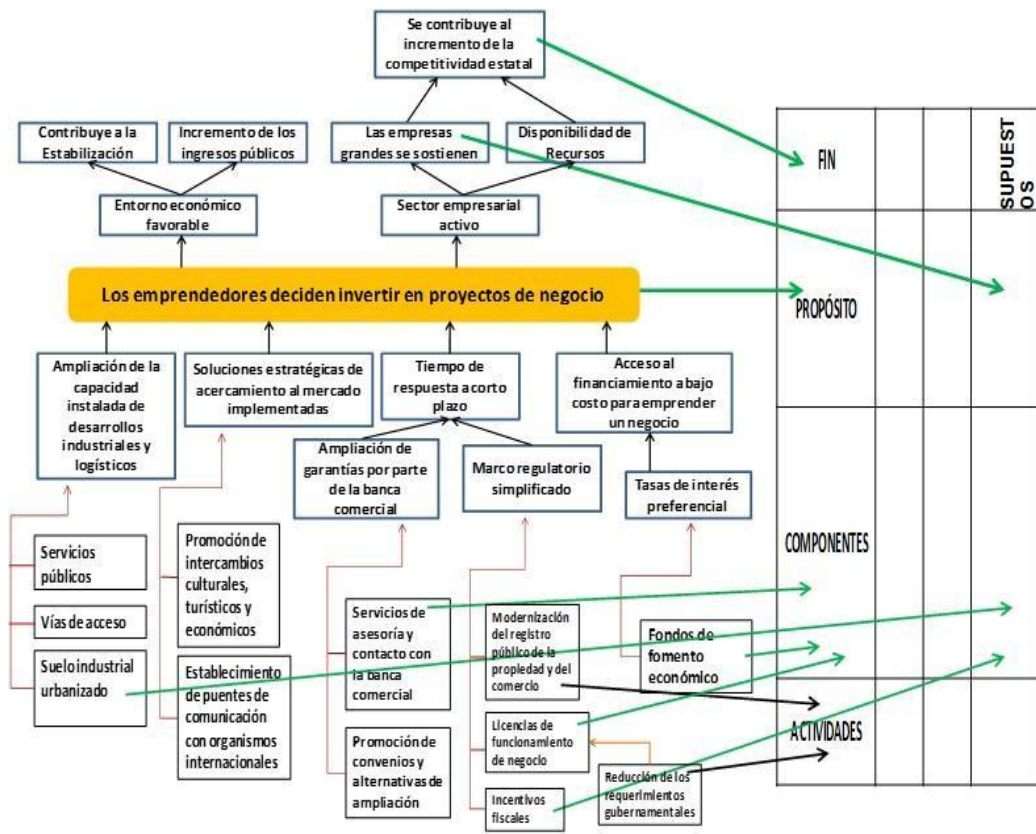 Se contribuye al
incremento de la
competitividad estatal
Contribuye a la
Estabilización
Incremento de los
ingresos públicos
Las empresas
grandes se sostienen
Disponibilidad de
Recursos
Entorno económico
favorable
Sector empresarial
activo
Los emprendedores deciden invertir en proyectos de negocio
Ampliación de la
capacidad
instalada de
desarrollos
industriales y
logísticos
Soluciones estratégicas de
acercamiento al mercado
implementadas
Tiempo de
respuesta a corto
plazo
Acceso al
financiamiento a bajo
costo para emprender
un negocio
Ampliación de
garantías por parte
de la banca
comercial
Marco regulatorio
simplificado
Tasas de interés
preferencial
Servicios
públicos
Vías de acceso
Suelo industrial
urbanizado
Promoción de
intercambios
culturales,
turísticos y
económicos
Establecimiento
de puentes de
comunicación
con organismos
internacionales
Servicios de
asesoría y
contacto con
la banca
comercial
Promoción de
convenios y
alternativas de
ampliación
Modernización
del registro
público de la
propiedad y del
comercio
Licencias de
funcionamiento
de negocio
Incentivos
fiscales
Fondos de
fomento
económico
Reducción de los
requerimientos
gubernamentales
FIN
SUPUEST
OS
PROPÓSITO
COMPONENTES
ACTIVIDADES